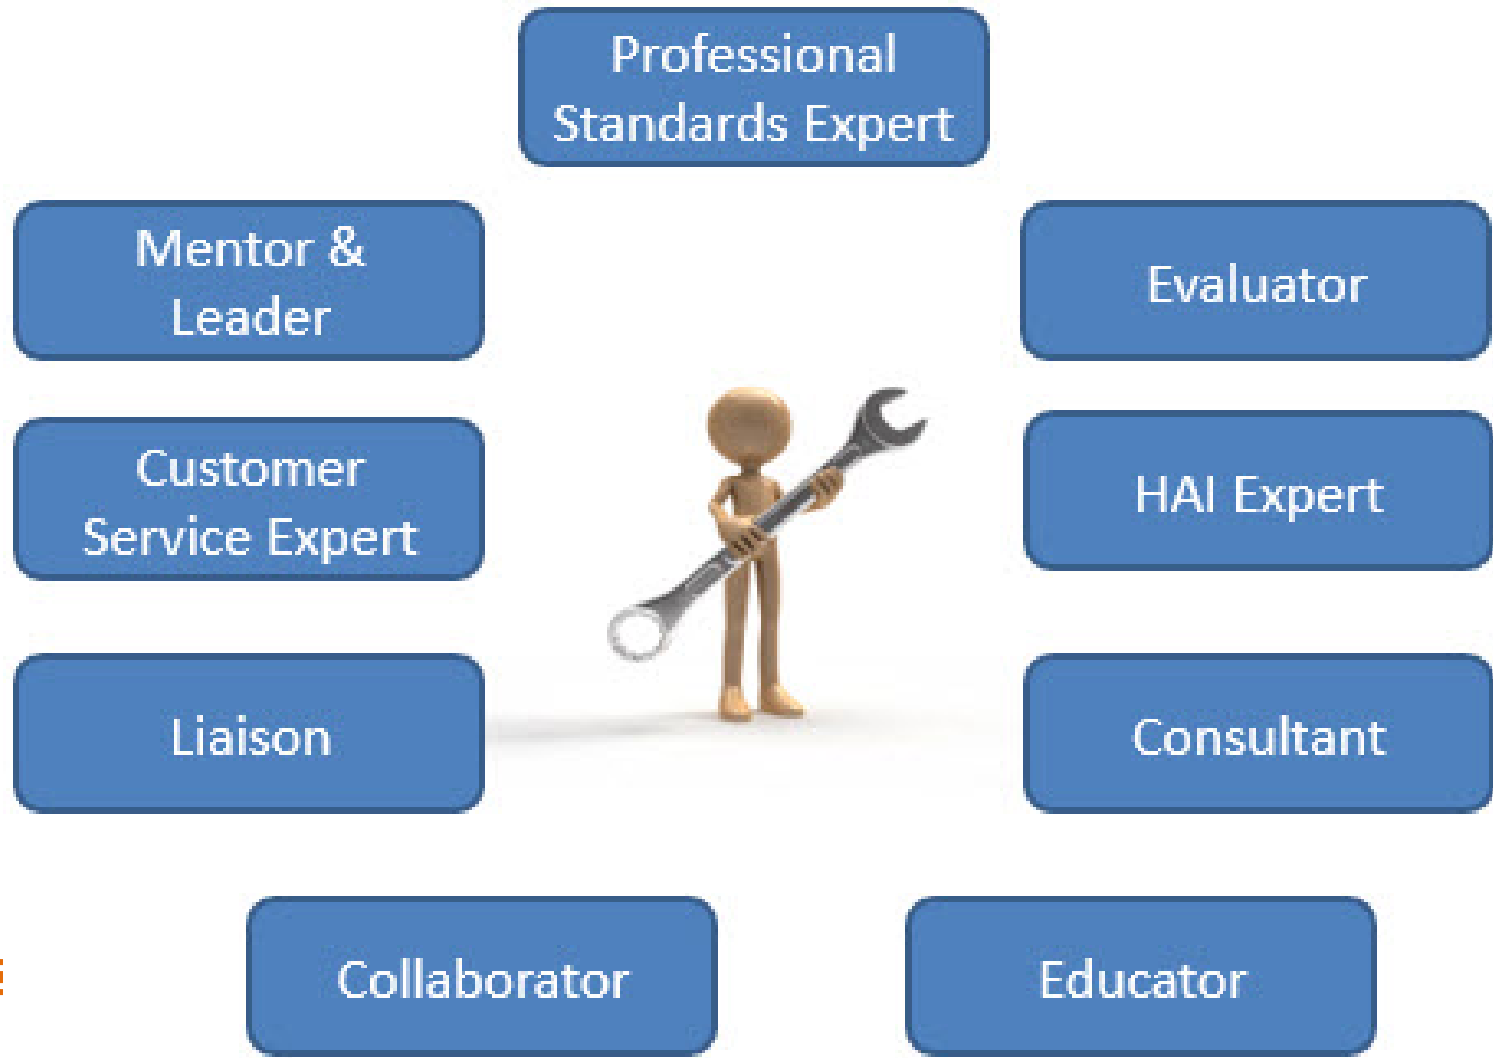 Professional
Standards Expert
Mentor &
Leader
Evaluator
Customer
Service Expert
HAI Expert
Liaison
Consultant
Collaborator
Educator